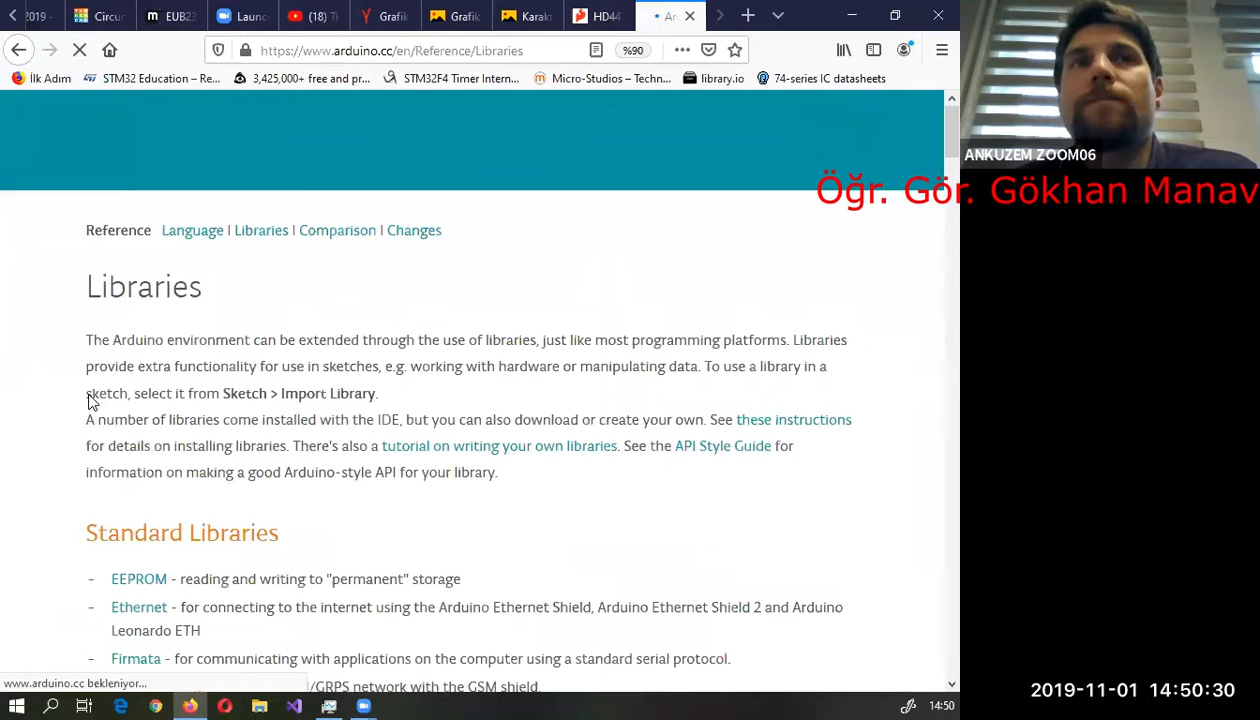 2019 -
Circur
EUB23
Launc
(18) Tl
Grafik
Grafik
Karak
HD44
Ar
https://www.arduino.cc/en/Reference/Libraries
%90
İlk Adım
STM32 Education – Re...
3,425,000+ free and pr...
STM32F4 Timer Intern...
Micro-Studios – Techn...
library.io
74-series IC datasheets
ANKUZEM ZOOM06
Öğr. Gör. Gökhan Manav
Reference Language | Libraries | Comparison | Changes
Libraries
The Arduino environment can be extended through the use of libraries, just like most programming platforms. Libraries
provide extra functionality for use in sketches, e.g. working with hardware or manipulating data. To use a library in a
sketch, select it from Sketch > Import Library.
A number of libraries come installed with the IDE, but you can also download or create your own. See these instructions
for details on installing libraries. There's also a tutorial on writing your own libraries. See the API Style Guide for
information on making a good Arduino-style API for your library.
Standard Libraries
- EEPROM - reading and writing to "permanent" storage
- Ethernet - for connecting to the internet using the Arduino Ethernet Shield, Arduino Ethernet Shield 2 and Arduino
Leonardo ETH
- Firmata - for communicating with applications on the computer using a standard serial protocol.
/GRPS network with the GSM shield.
www.arduino.cc bekleniyor...
2019-11-01 14:50:30
14:50